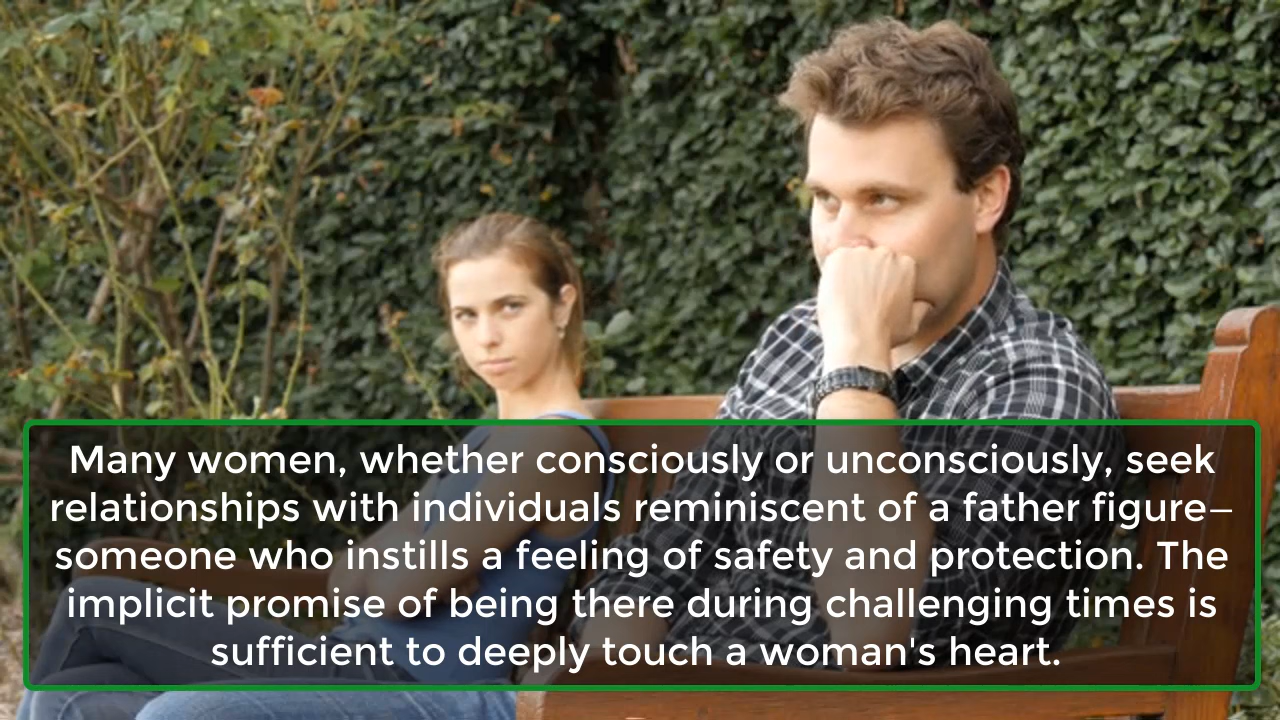 Many women, whether consciously or unconsciously, seek
relationships with individuals reminiscent of a father figure—
someone who instills a feeling of safety and protection. The
implicit promise of being there during challenging times is
sufficient to deeply touch a woman's heart.